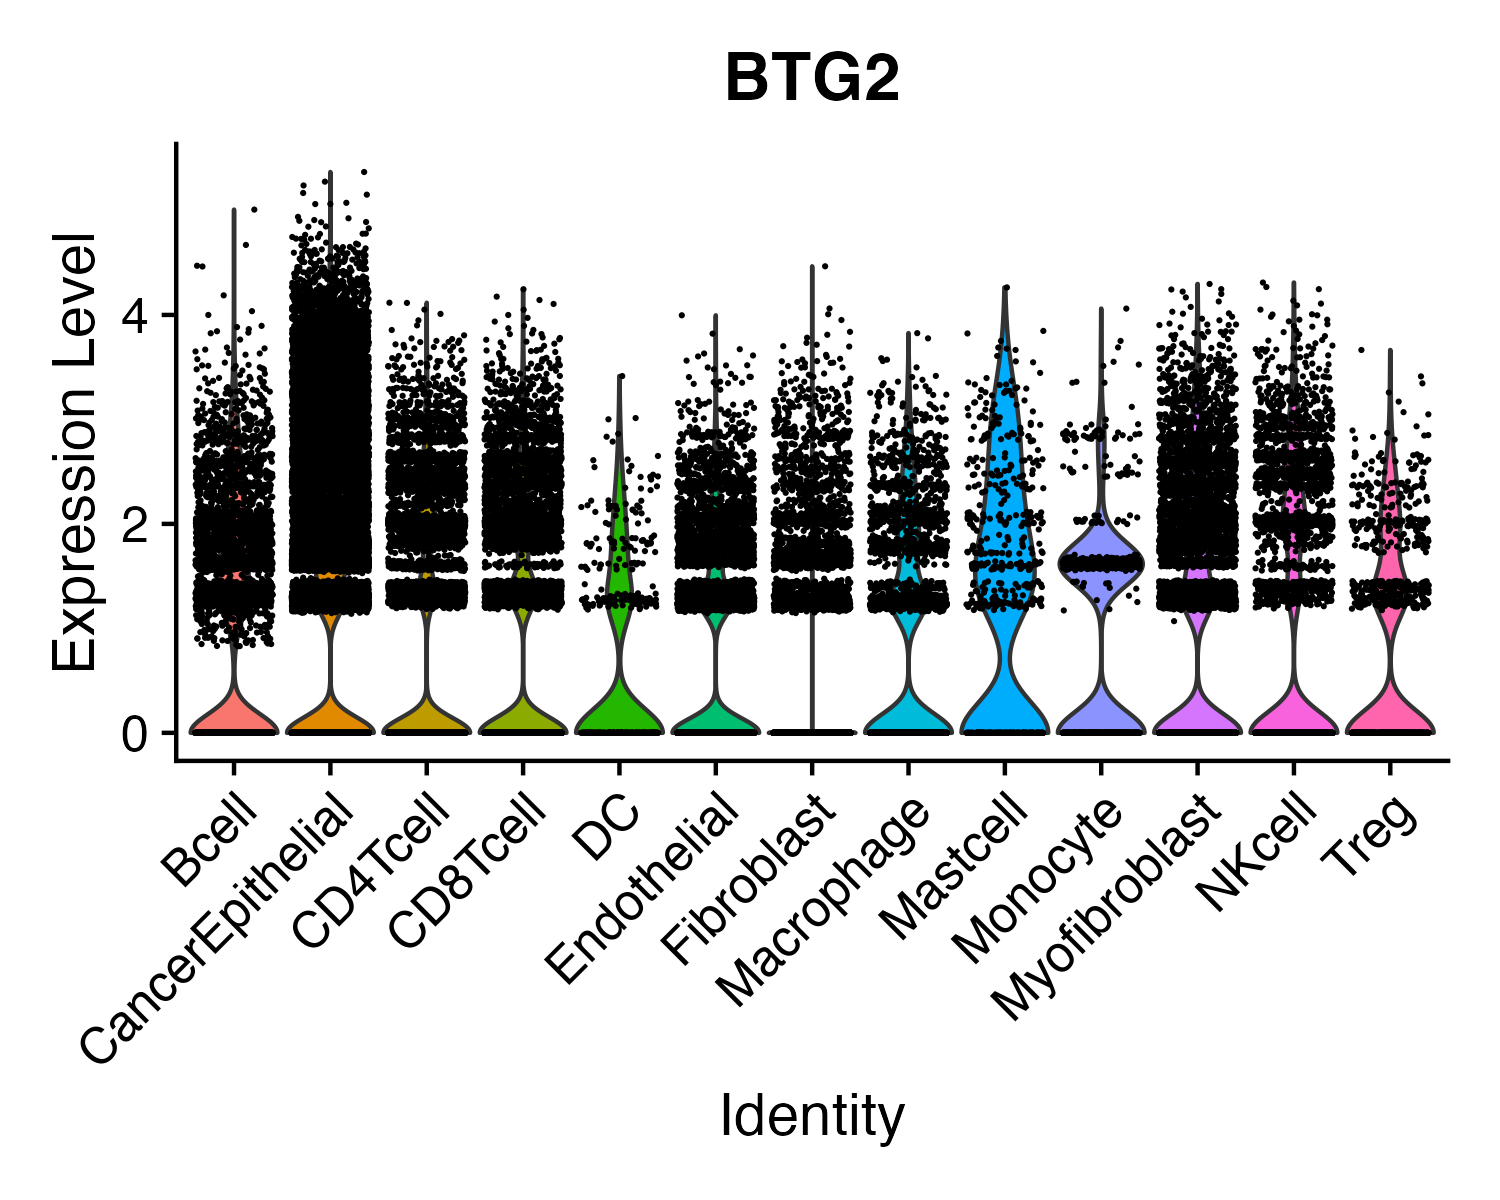 BTG2
Expression Level
4
2
0
Bcell
CancerEpithelial
CD4Tcell
CD8Tcell
DC
Endothelial
Fibroblast
Macrophage
Mastcell
Monocyte
Myofibroblast
NKcell
Treg
Identity